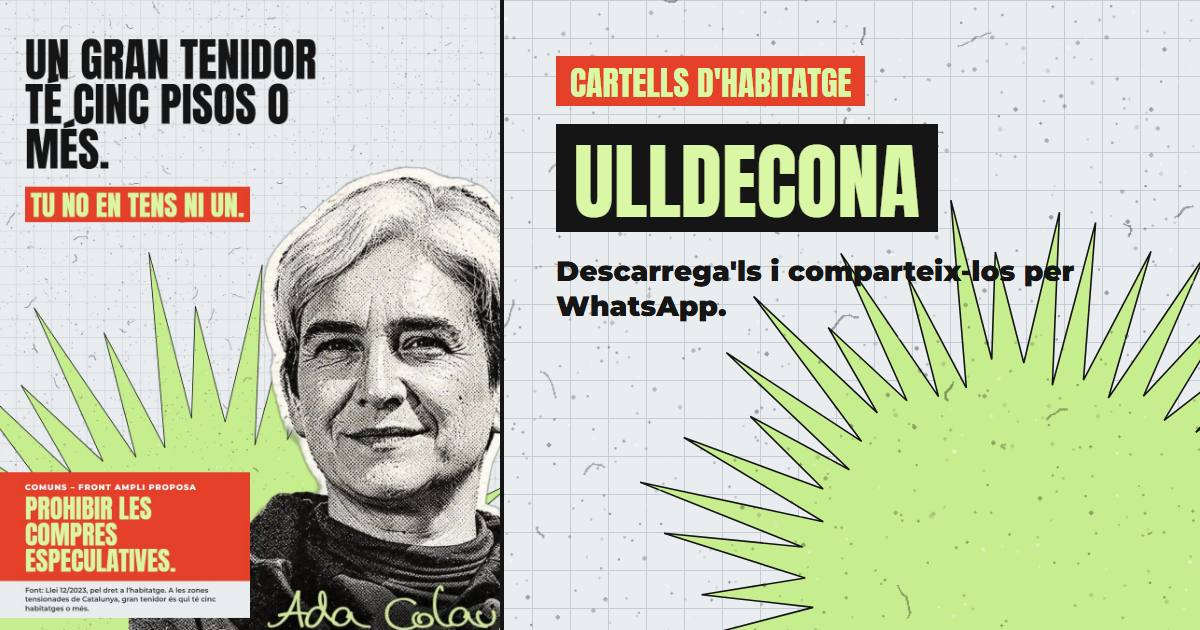 UN GRAN TENIDOR
TÉ CINC PISOS O
MÉS.
TU NO EN TENS NI UN.
COMUNS – FRONT AMPLI PROPOSA
PROHIBIR LES
COMPRES
ESPECULATIVES.
Font: Llei 12/2023, pel dret a l'habitatge. A les zones
tensionades de Catalunya, gran tenidor és qui té cinc
habitatges o més.
Ada Colau
CARTELLS D'HABITATGE
ULLDECONA
Descarrega'ls i comparteix-los per
WhatsApp.